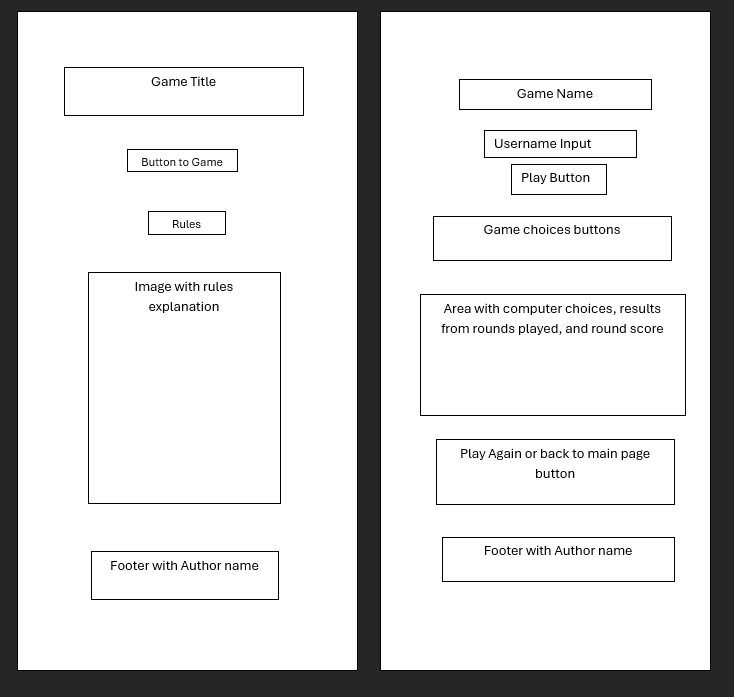 Game Title
Button to Game
Rules
Image with rules
explanation
Footer with Author name
Game Name
Username Input
Play Button
Game choices buttons
Area with computer choices, results
from rounds played, and round score
Play Again or back to main page
button
Footer with Author name